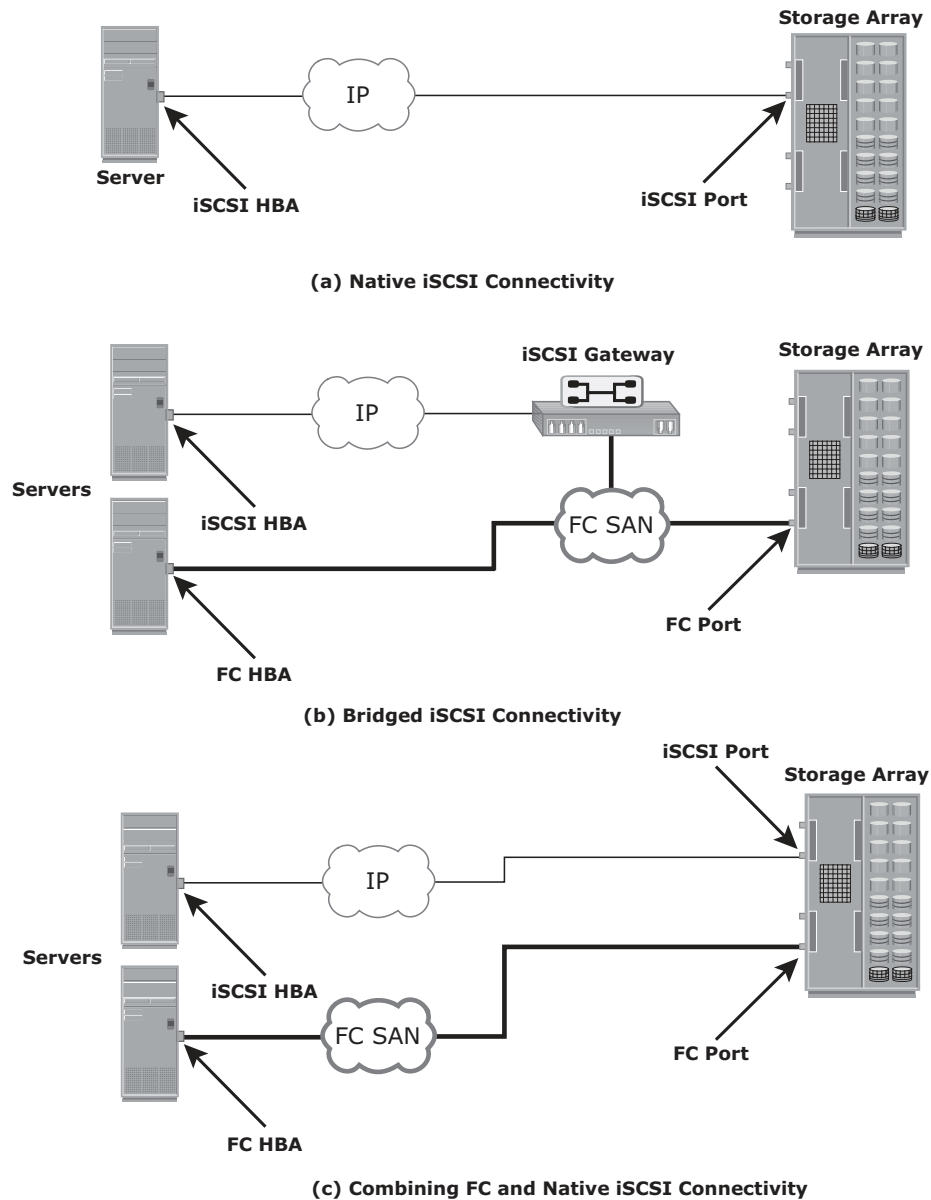 Storage Array
IP
Server
iSCSI HBA
iSCSI Port
(a) Native iSCSI Connectivity
iSCSI Gateway
Storage Array
IP
Servers
iSCSI HBA
FC SAN
FC Port
FC HBA
(b) Bridged iSCSI Connectivity
iSCSI Port
Storage Array
IP
Servers
iSCSI HBA
FC SAN
FC Port
FC HBA
(c) Combining FC and Native iSCSI Connectivity